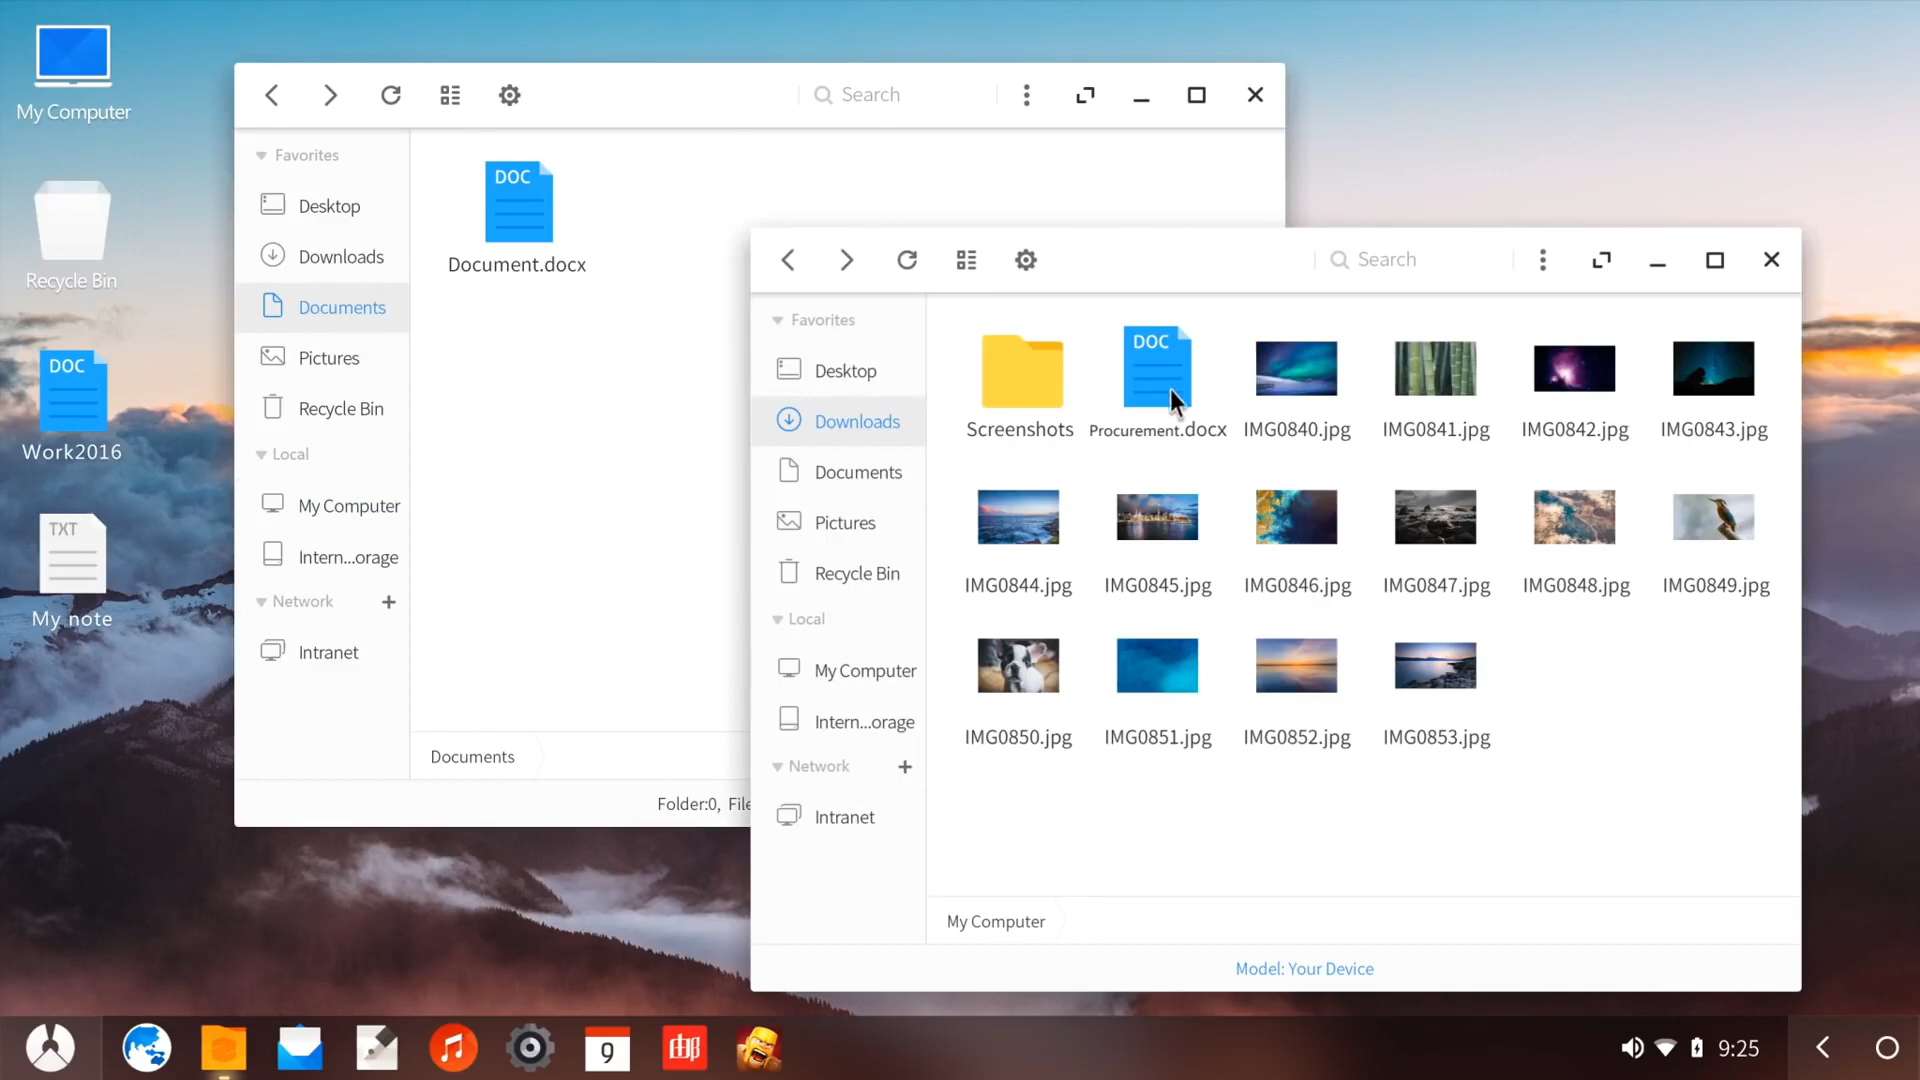 My Computer
Recycle Bin
DOC
Work2016
TXT
My note
Search
Favorites
Desktop
Downloads
Documents
Pictures
Recycle Bin
Local
My Computer
Intern...orage
Network +
Intranet
DOC
Document.docx
Documents
Folder:0, File
Search
Favorites
Desktop
Downloads
Documents
Pictures
Recycle Bin
Local
My Computer
Intern...orage
Network +
Intranet
DOC
Screenshots Procurement.docx IMG0840.jpg IMG0841.jpg IMG0842.jpg IMG0843.jpg
IMG0844.jpg IMG0845.jpg IMG0846.jpg IMG0847.jpg IMG0848.jpg IMG0849.jpg
IMG0850.jpg IMG0851.jpg IMG0852.jpg IMG0853.jpg
My Computer
Model: Your Device
9
9:25